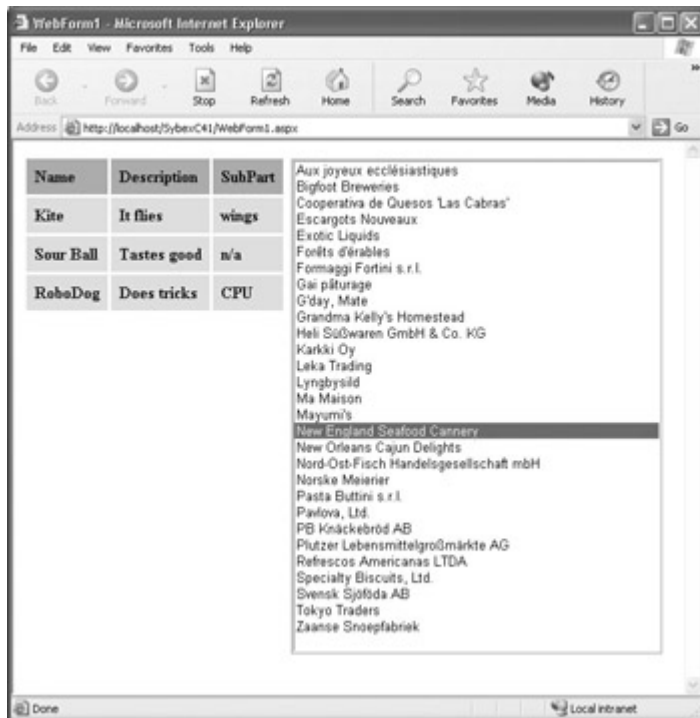 WebForm1 - Microsoft Internet Explorer
File Edit View Favorites Tools Help
Back Forward Stop Refresh Home Search Favorites Media History
Address http://localhost/SybexC41/WebForm1.aspx Go
Name Description SubPart
Kite It flies wings
Sour Ball Tastes good n/a
RoboDog Does tricks CPU
Aux joyeux ecclésiastiques
Bigfoot Breweries
Cooperativa de Quesos 'Las Cabras'
Escargots Nouveaux
Exotic Liquids
Forêts d'érables
Formaggi Fortini s.r.l.
Gai pâturage
G'day, Mate
Grandma Kelly's Homestead
Heli Süßwaren GmbH & Co. KG
Karkki Oy
Leka Trading
Lyngbysild
Ma Maison
Mayumi's
New England Seafood Cannery
New Orleans Cajun Delights
Nord-Ost-Fisch Handelsgesellschaft mbH
Norske Meierier
Pasta Buttini s.r.l.
Pavlova, Ltd.
PB Knäckebröd AB
Plutzer Lebensmittelgroßmärkte AG
Refrescos Americanas LTDA
Specialty Biscuits, Ltd.
Svensk Sjöföda AB
Tokyo Traders
Zaanse Snoepfabriek
Done Local intranet